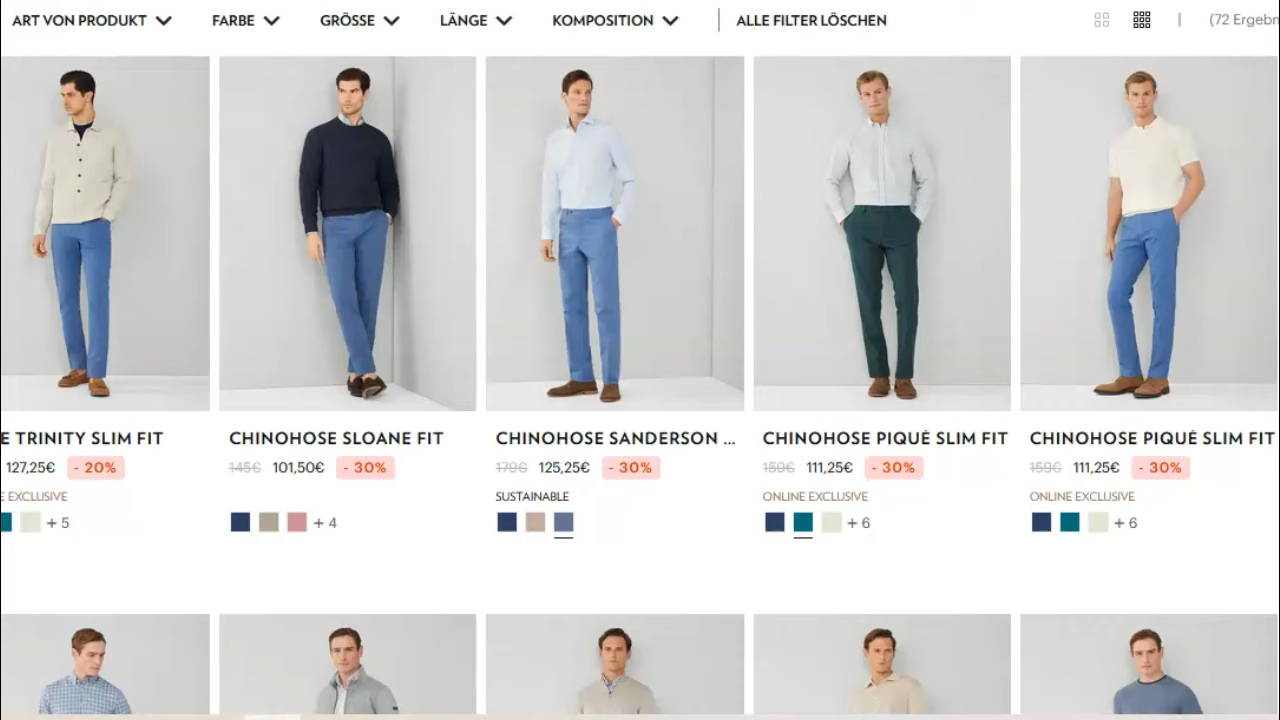 ART VON PRODUKT FARBE GRÖSSE LÄNGE KOMPOSITION ALLE FILTER LÖSCHEN | (72 Ergebn
E TRINITY SLIM FIT
127,25€ - 20%
E EXCLUSIVE
+ 5
CHINOHOSE SLOANE FIT
145€ 101,50€ - 30%
+ 4
CHINOHOSE SANDERSON ...
179€ 125,25€ - 30%
SUSTAINABLE
CHINOHOSE PIQUÉ SLIM FIT
159€ 111,25€ - 30%
ONLINE EXCLUSIVE
+ 6
CHINOHOSE PIQUÉ SLIM FIT
159€ 111,25€ - 30%
ONLINE EXCLUSIVE
+ 6